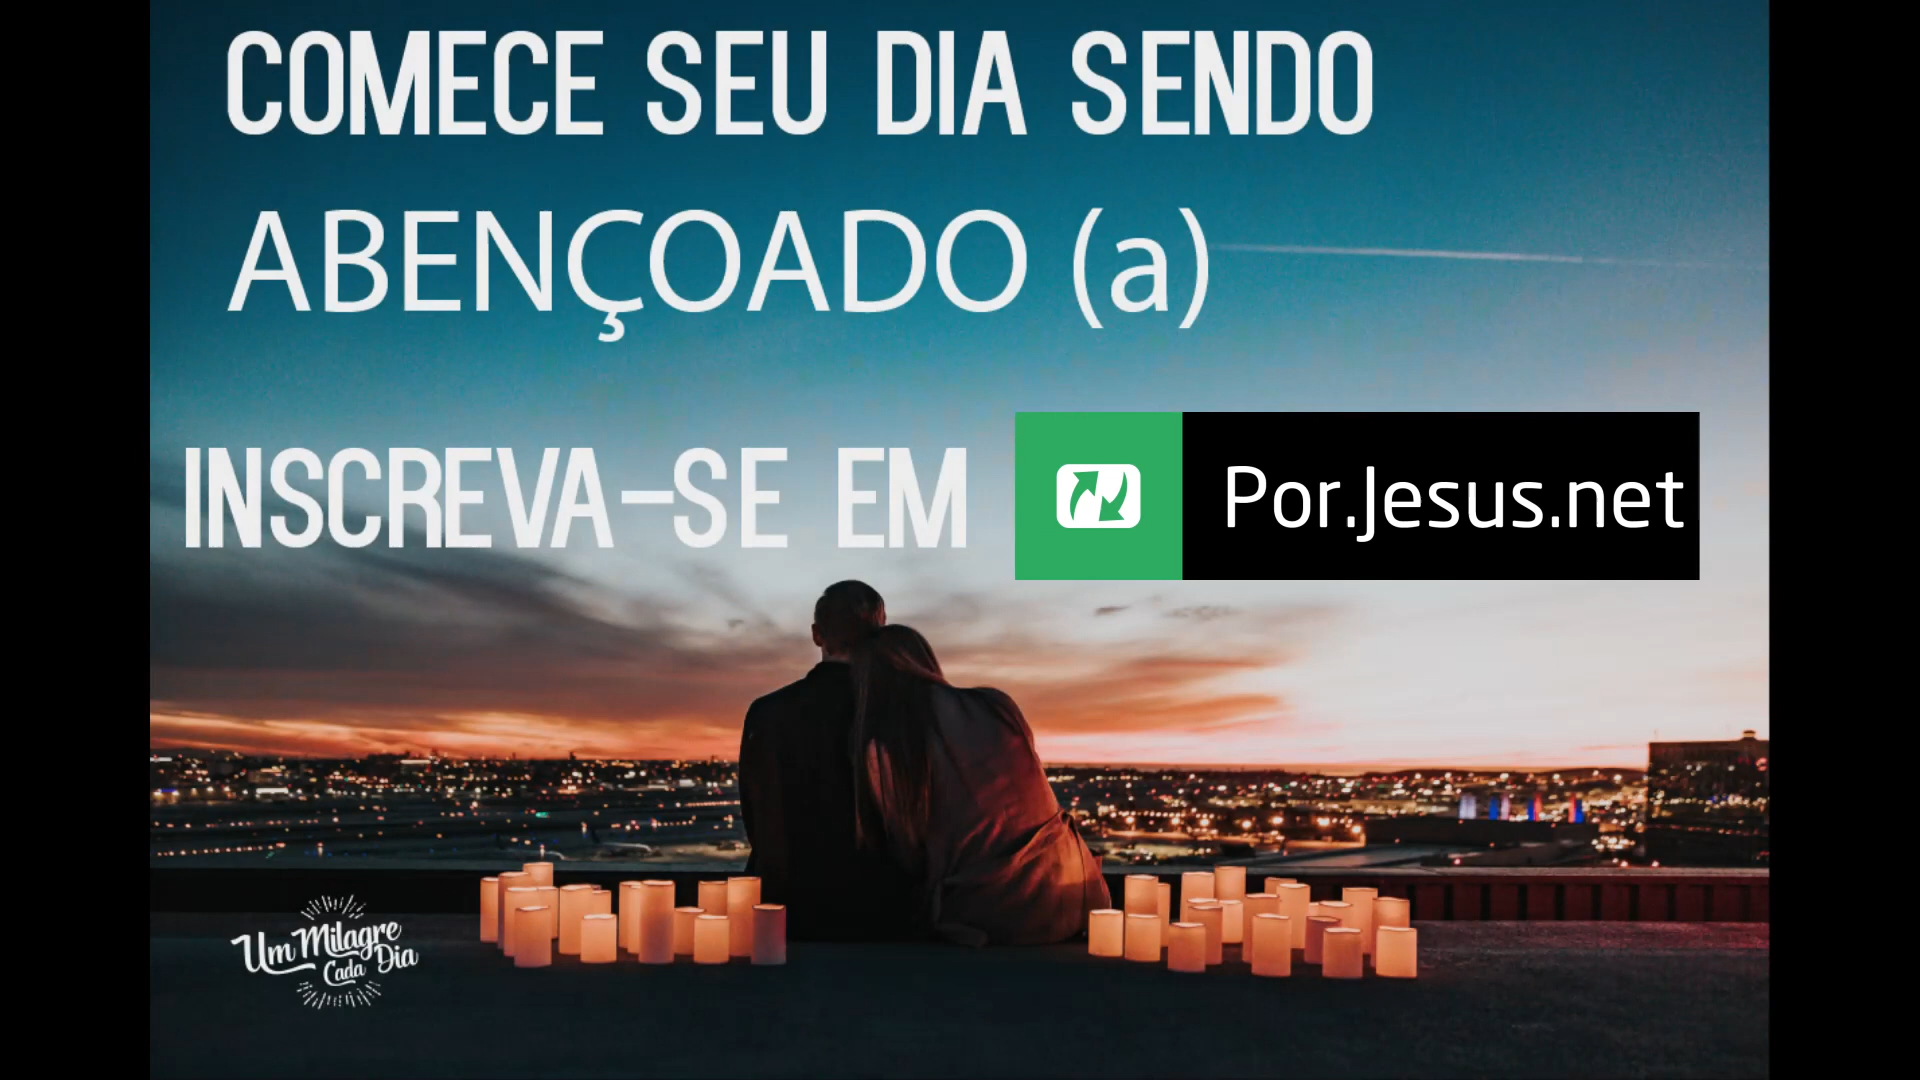 COMECE SEU DIA SENDO
ABENÇOADO (a)
INSCREVA-SE EM Por.Jesus.net
Um Milagre
Cada Dia